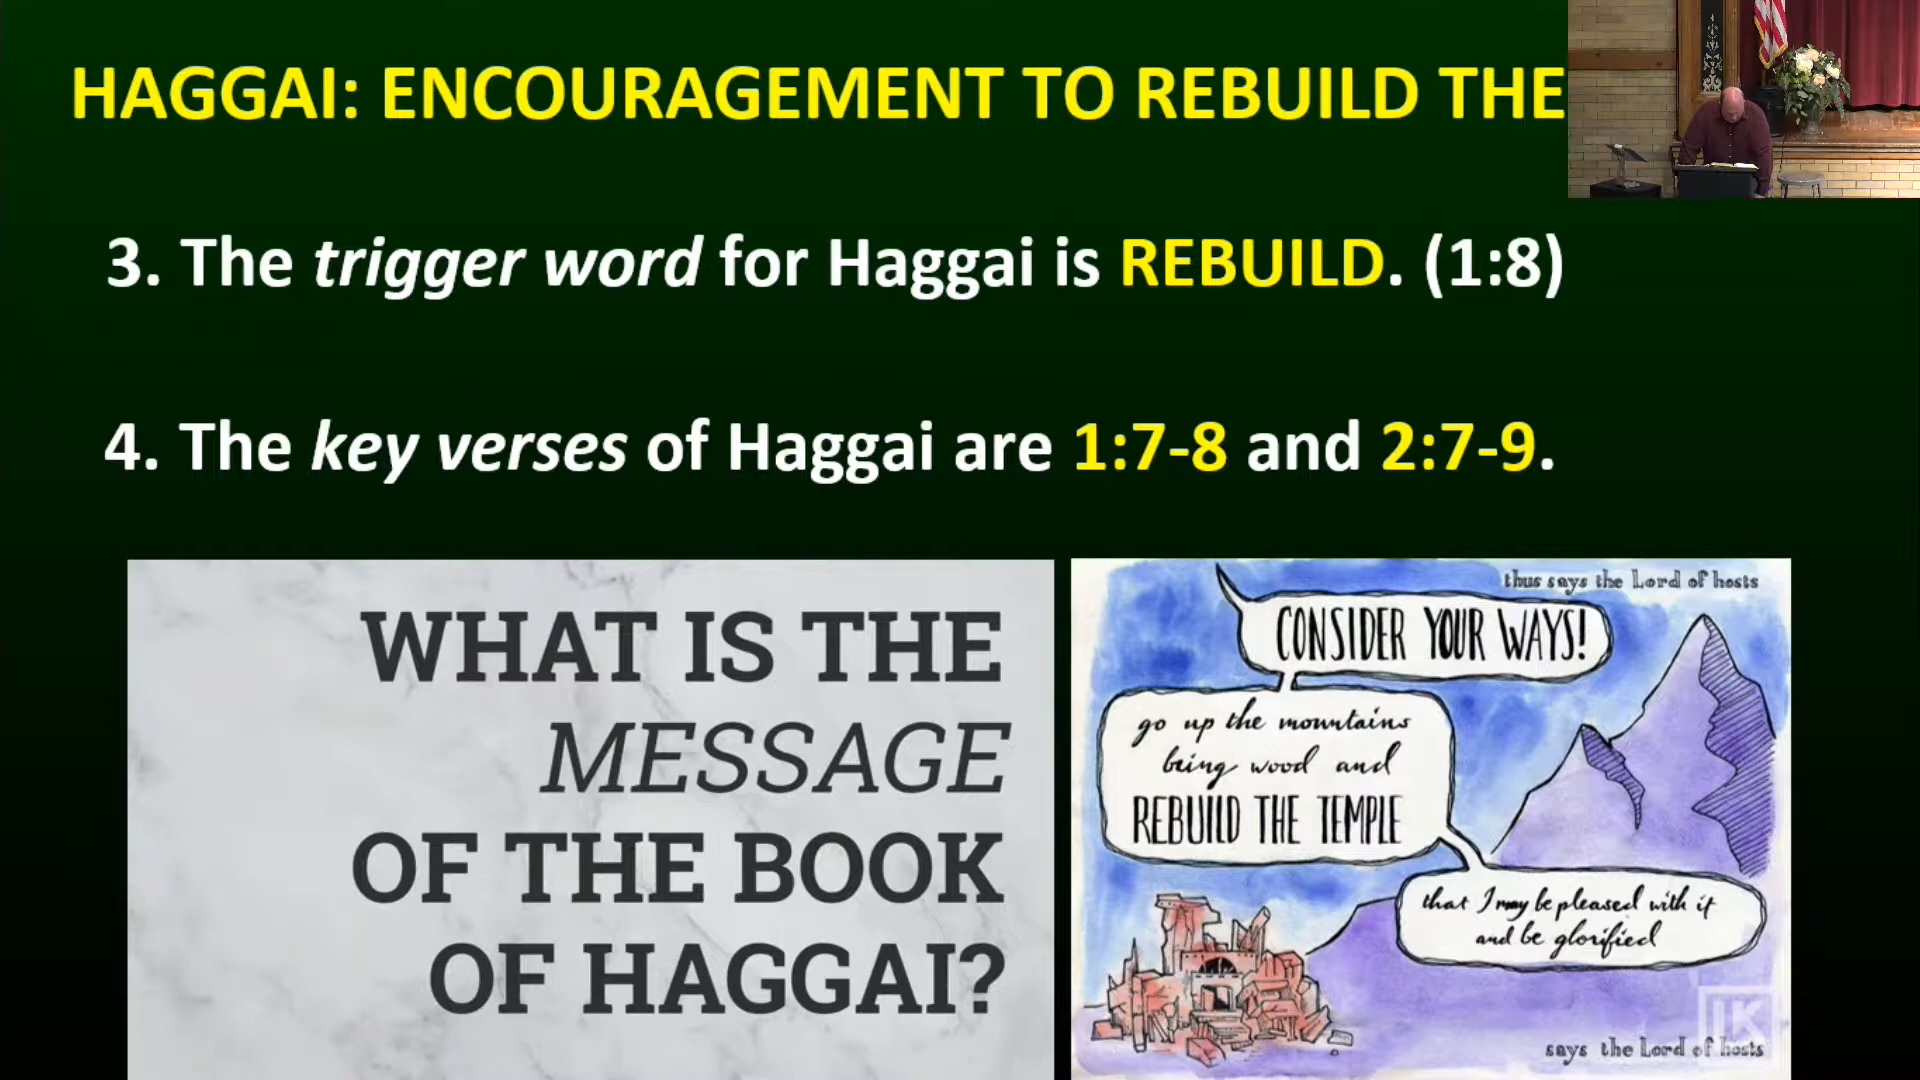 HAGGAI: ENCOURAGEMENT TO REBUILD THE
3. The trigger word for Haggai is REBUILD. (1:8)
4. The key verses of Haggai are 1:7-8 and 2:7-9.
WHAT IS THE
MESSAGE
OF THE BOOK
OF HAGGAI?
thus says the Lord of hosts
CONSIDER YOUR WAYS!
go up the mountains
being wood and
REBUILD THE TEMPLE
that I may be pleased with it
and be glorified
says the Lord of hosts